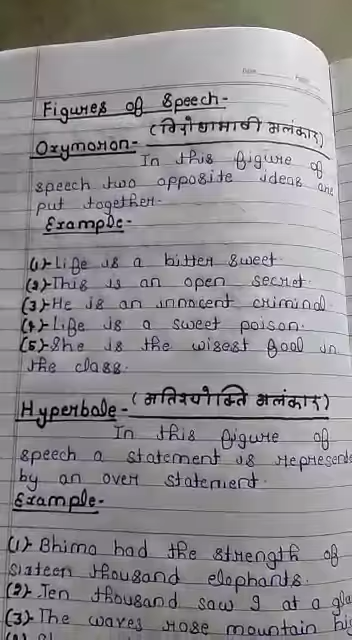 Date
Figures of Speech-
Oxymoron- (विरोधाभाषी अलंकार)
In this figure of
speech two opposite ideas are
put together-
Example-
(1)- Life is a bitter sweet.
(2)- This is an open secret.
(3)- He is an innocent criminal.
(4)- Life is a sweet poison.
(5)- She is the wisest fool in
the class.
Hyperbole- (अतिश्योक्ति अलंकार)
In this figure of
speech a statement is represent
by an over statement.
Example-
(1)- Bhima had the strength of
sixteen thousand elephants.
(2)- Ten thousand saw I at a gla
(3)- The waves rose mountain hi